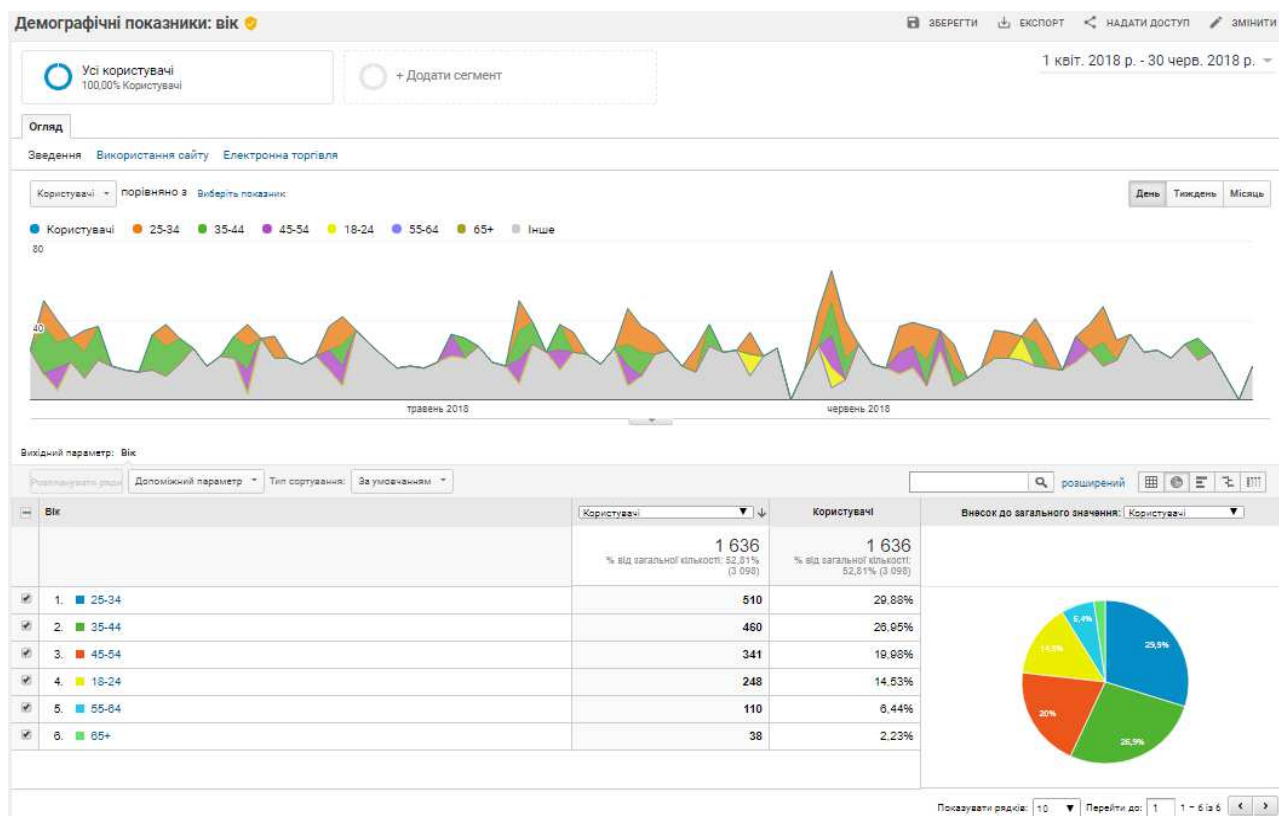 Демографічні показники: вік
ЗБЕРЕГТИ ЕКСПОРТ НАДАТИ ДОСТУП ЗМІНИТИ
1 квіт. 2018 р. - 30 черв. 2018 р.
Усі користувачі
100,00% Користувачі
+ Додати сегмент
Огляд
Зведення Використання сайту Електронна торгівля
Користувачі порівняно з Виберіть показник
День Тиждень Місяць
Користувачі 25-34 35-44 45-54 18-24 55-64 65+ Інше
80
40
травень 2018 червень 2018
Вихідний параметр: Вік
Допоміжний параметр Тип сортування: За умовчанням
розширений
Вік Користувачі Користувачі Внесок до загального значення: Користувачі
1 636 1 636
% від загальної кількості: 52,81% (3 098) % від загальної кількості: 52,81% (3 098)
1. 25-34 510 29,88%
2. 35-44 460 26,95%
3. 45-54 341 19,98%
4. 18-24 248 14,53%
5. 55-64 110 6,44%
6. 65+ 38 2,23%
6,4%
14,5% 29,9%
20%
26,9%
Показувати рядків: 10 Перейти до: 1 1 – 6 із 6